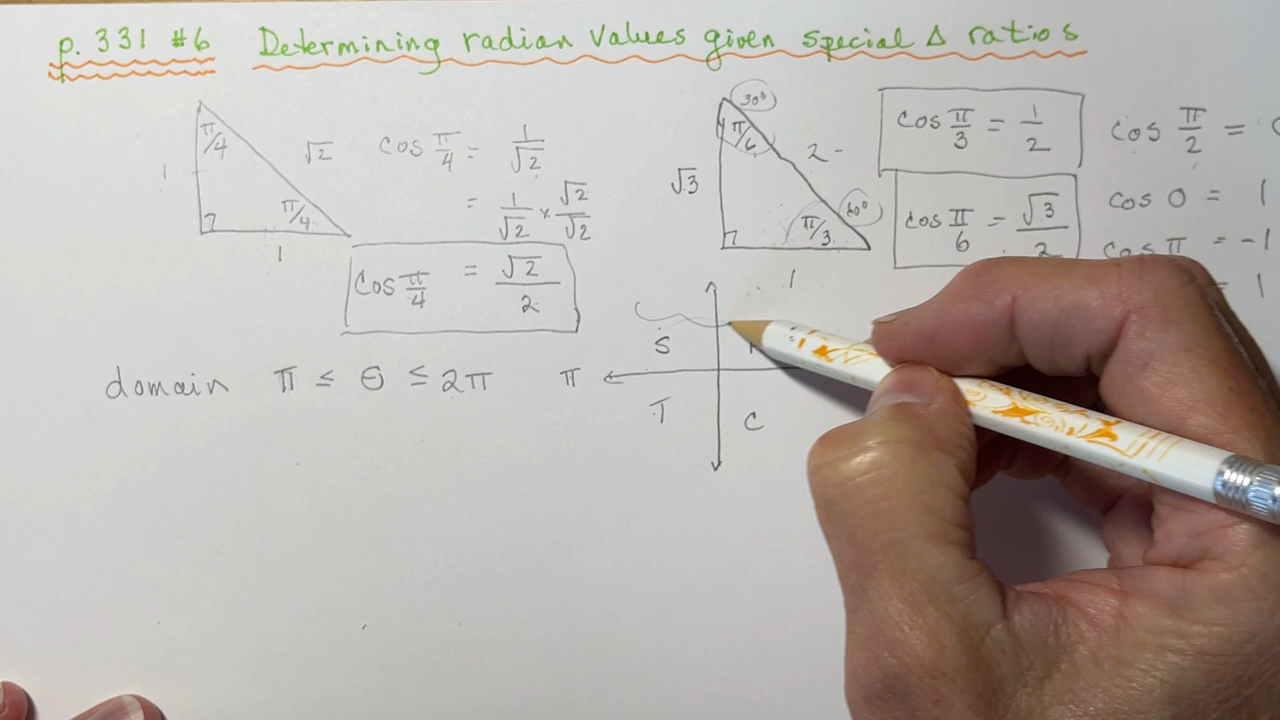 p. 331 #6 Determining radian values given special Δ ratios
π/4
1
√2
π/4
1
cos π/4 = 1/√2
= 1/√2 × √2/√2
cos π/4 = √2/2
30°
π/6
2
√3
60°
π/3
1
cos π/3 = 1/2
cos π/6 = √3/2
cos π/2 =
cos 0 = 1
cos π = -1
= 1
domain π ≤ θ ≤ 2π
π
S
T
C